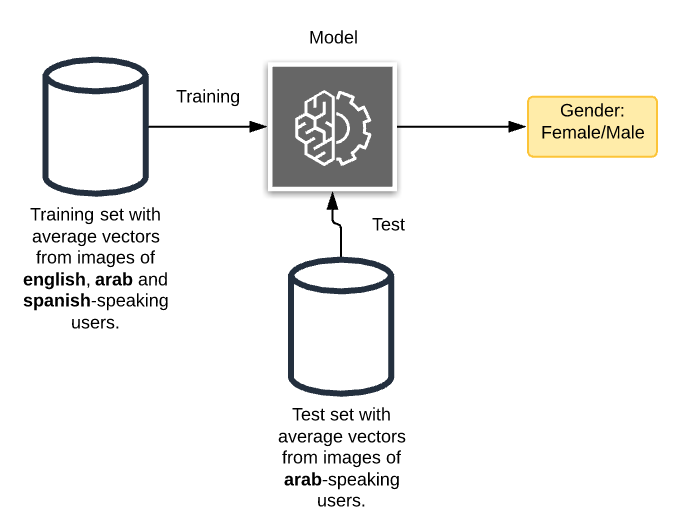 Model
Training
Gender:
Female/Male
Training set with
average vectors
from images of
english, arab and
spanish-speaking
users.
Test
Test set with
average vectors
from images of
arab-speaking
users.